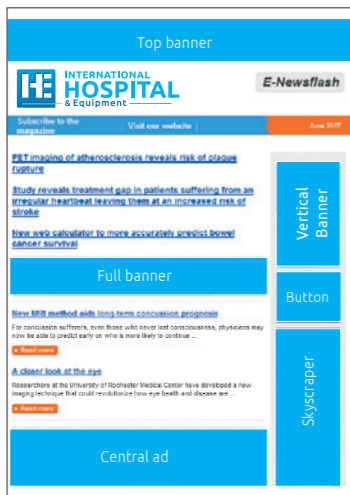 Top banner
HE INTERNATIONAL
HOSPITAL
& Equipment
E-Newsflash
Subscribe to the
magazine
Visit our website
June 2017
PET imaging of atherosclerosis reveals risk of plaque
rupture
Study reveals treatment gap in patients suffering from an
irregular heartbeat leaving them at an increased risk of
stroke
New web calculator to more accurately predict bowel
cancer survival
Vertical
Banner
Full banner
Button
New MRI method aids long term concussion prognosis
For concussion sufferers, even those who never lost consciousness, physicians may
now be able to predict early on who is more likely to continue ...
Read more
A closer look at the eye
Researchers at the University of Rochester Medical Center have developed a new
imaging technique that could revolutionize how eye health and disease are ...
Read more
Skyscraper
Central ad